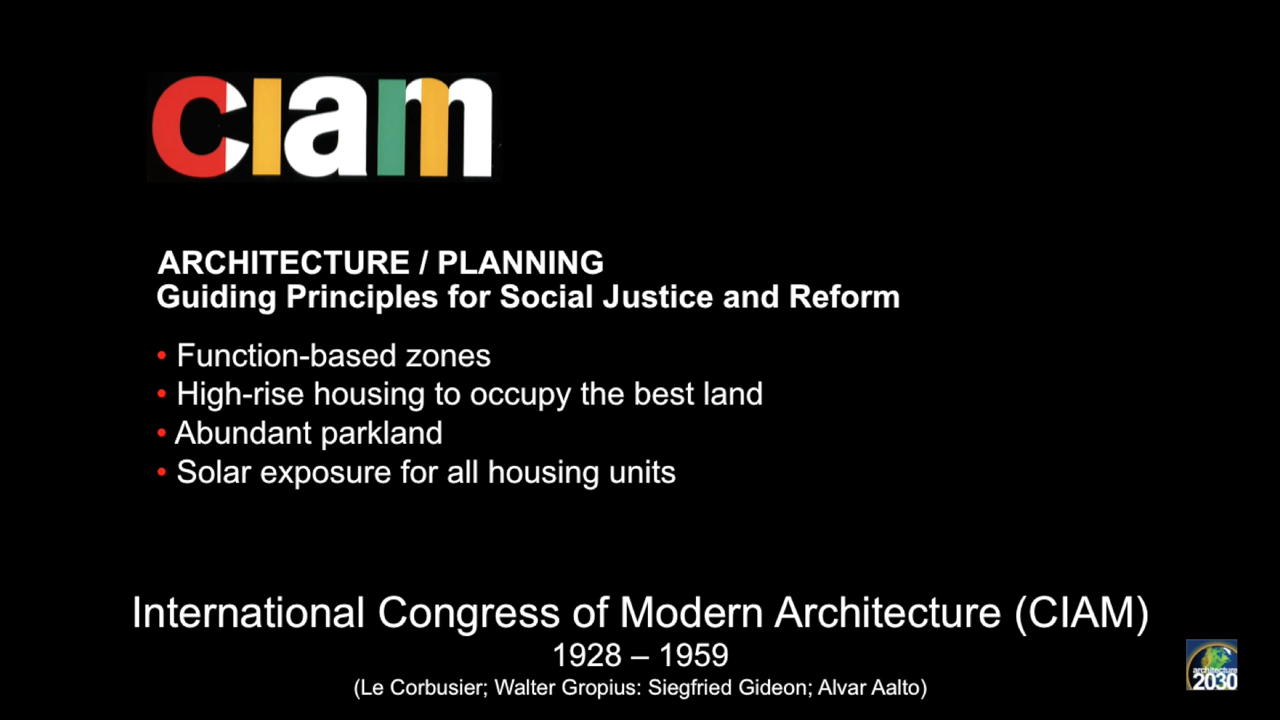 ciam
ARCHITECTURE / PLANNING
Guiding Principles for Social Justice and Reform
• Function-based zones
• High-rise housing to occupy the best land
• Abundant parkland
• Solar exposure for all housing units
International Congress of Modern Architecture (CIAM)
1928 – 1959
(Le Corbusier; Walter Gropius: Siegfried Gideon; Alvar Aalto)
architecture
2030